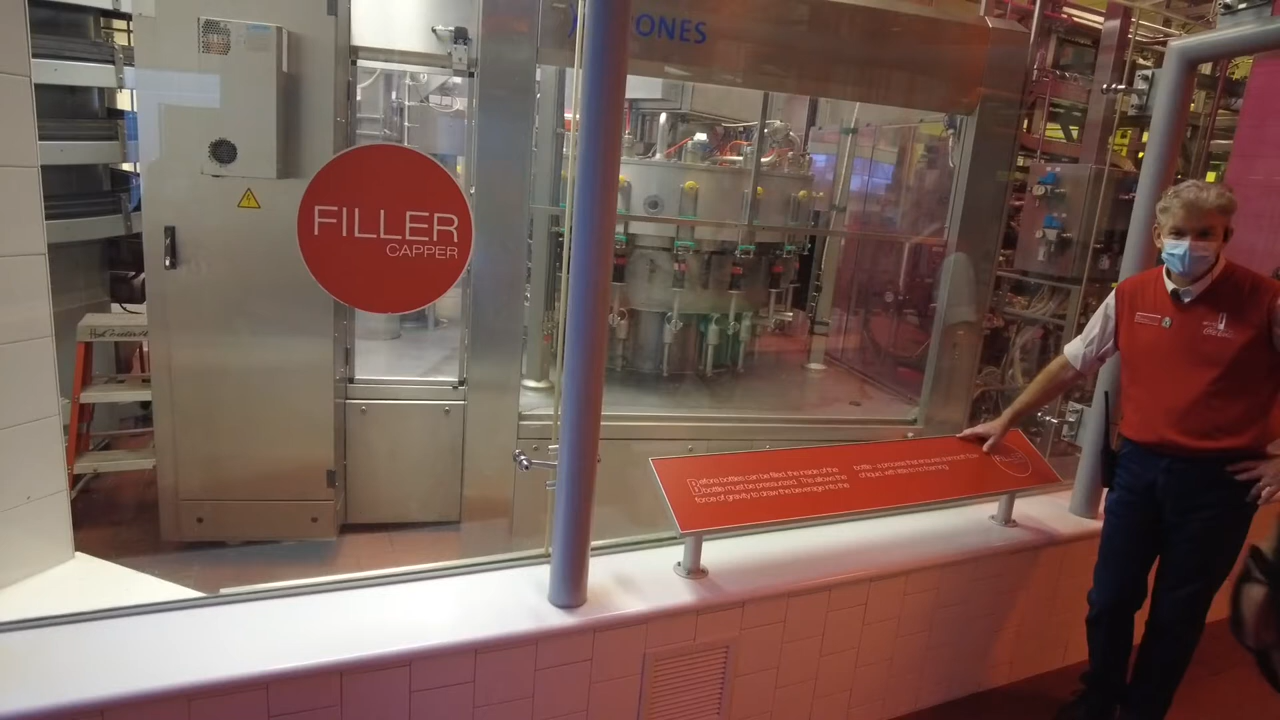 ONES
FILLER
CAPPER
Before bottles can be filled, the inside of the
bottle must be pressurized. This allows the
force of gravity to draw the beverage into the
bottle – a process that ensures a smooth flow
of liquid, with little to no foaming.
FILLER